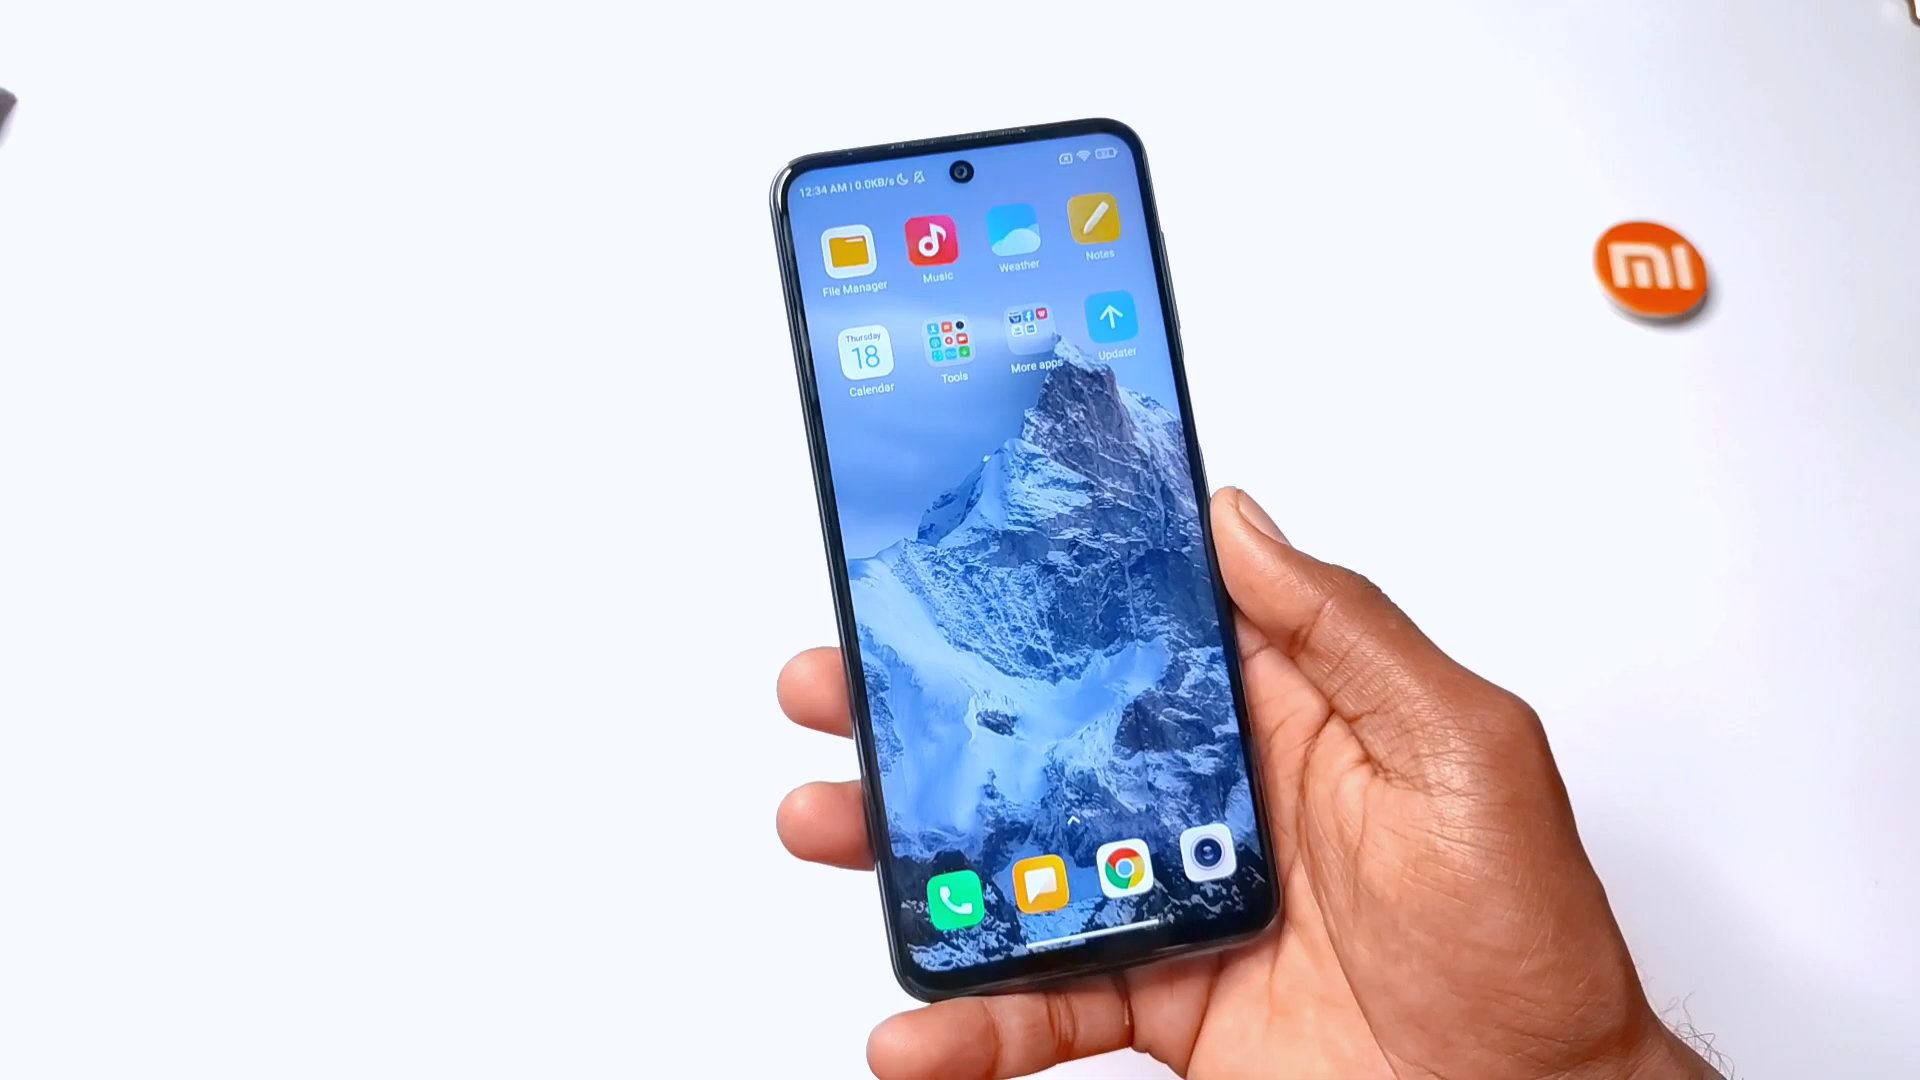 12:34 AM | 0.0KB/s
File Manager
Music
Weather
Notes
Thursday
18
Calendar
Tools
More apps
Updater
MI